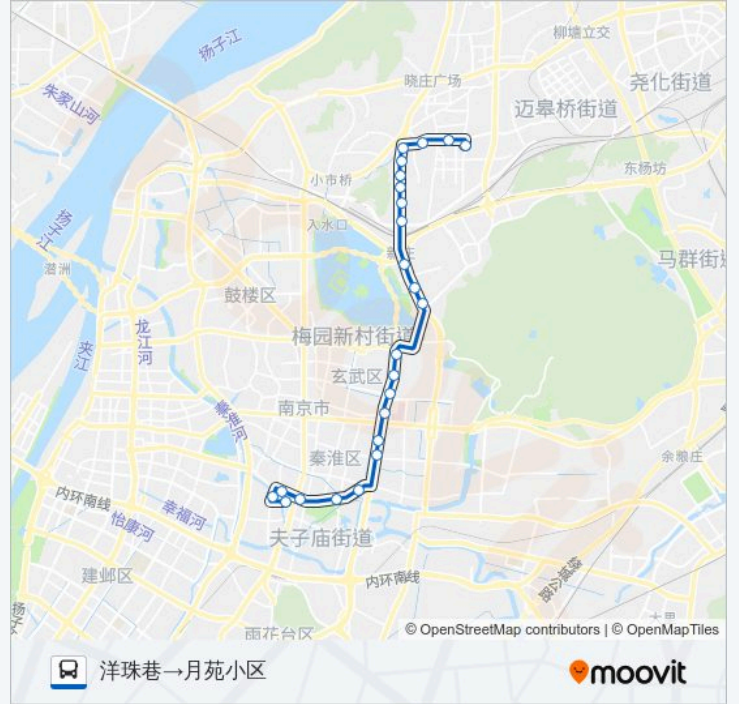 扬子江
柳塘立交
晓庄广场
尧化街道
朱家山河
迈皋桥街道
东杨坊
小市桥
扬子江
入水口
潜洲
马群街
鼓楼区
龙江河
梅园新村街道
夹江
玄武区
南京市
秦淮河
秦淮区
余粮庄
内环南线
幸福河
怡康河
夫子庙街道
建邺区
内环南线
绕城公路
扬子
雨花台区
© OpenStreetMap contributors | © OpenMapTiles
洋珠巷→月苑小区
moovit